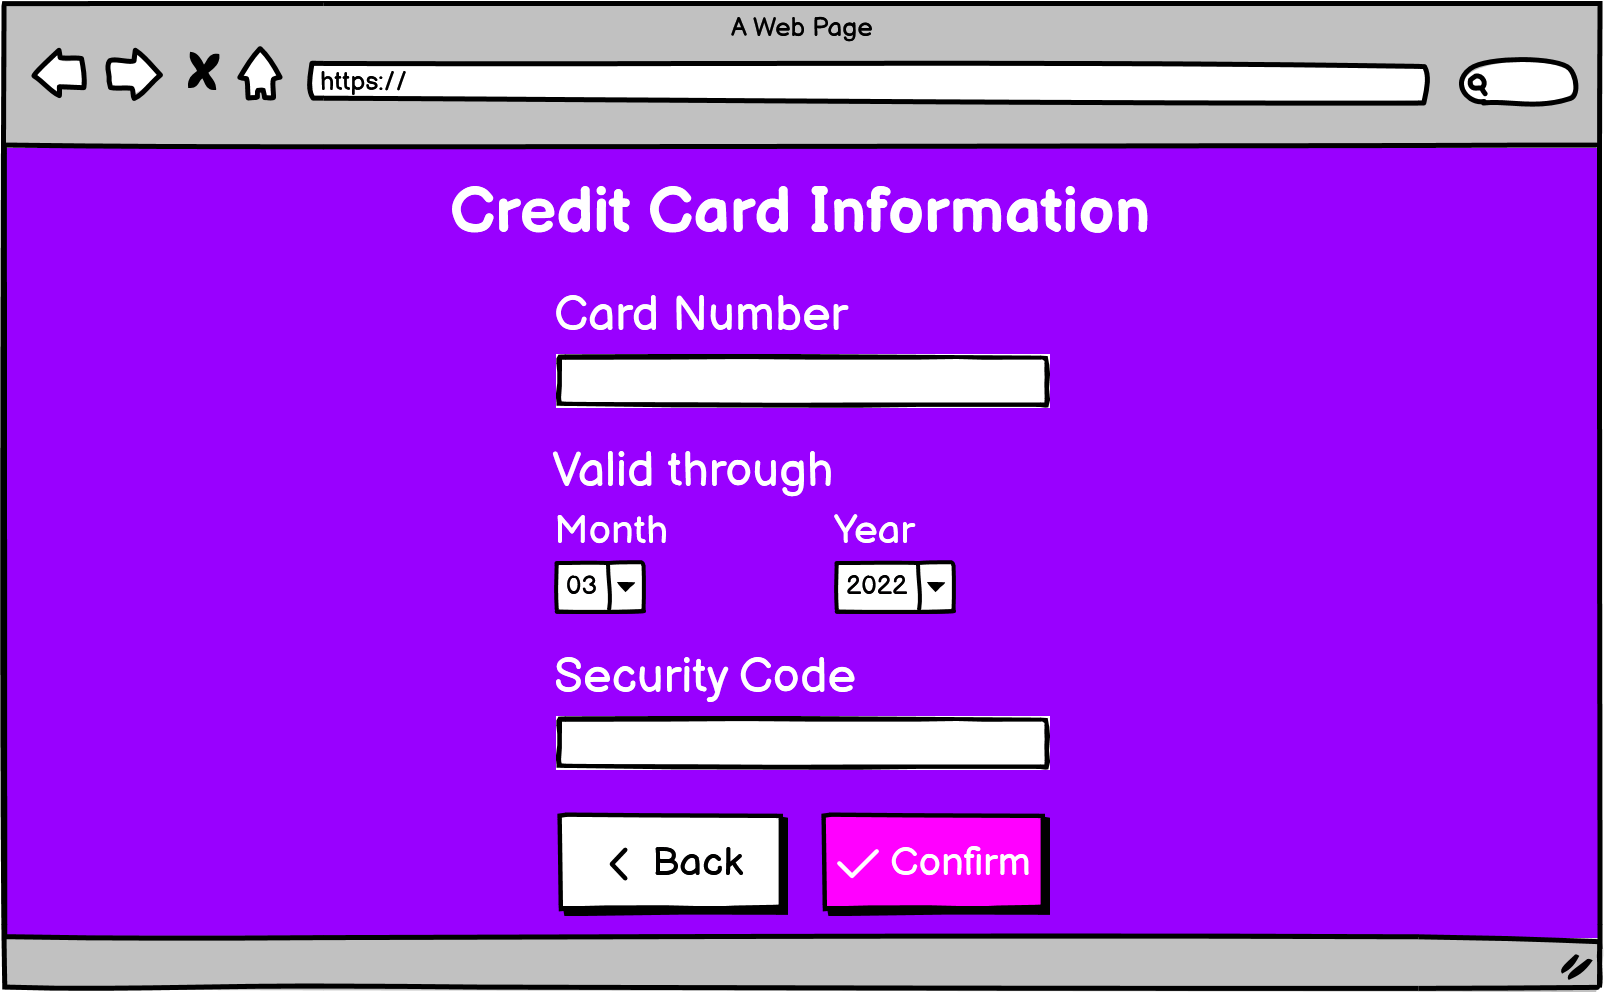 A Web Page
https://
Credit Card Information
Card Number
Valid through
Month Year
03 2022
Security Code
Back Confirm